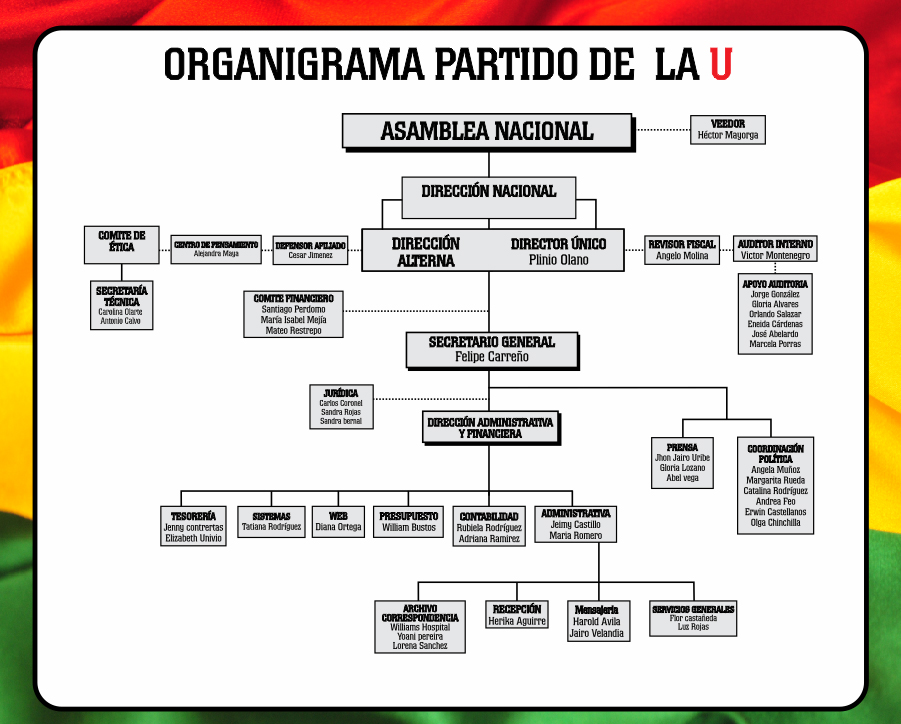 ORGANIGRAMA PARTIDO DE LA U
ASAMBLEA NACIONAL
VEEDOR
Héctor Mayorga
DIRECCIÓN NACIONAL
COMITE DE
ÉTICA
CENTRO DE PENSAMIENTO
Alejandra Maya
DEFENSOR AFILIADO
Cesar Jimenez
DIRECCIÓN
ALTERNA
DIRECTOR ÚNICO
Plinio Olano
REVISOR FISCAL
Angelo Molina
AUDITOR INTERNO
Victor Montenegro
SECRETARÍA
TÉCNICA
Carolina Olarte
Antonio Calvo
COMITE FINANCIERO
Santiago Perdomo
María Isabel Mejía
Mateo Restrepo
APOYO AUDITORIA
Jorge González
Gloria Alvares
Orlando Salazar
Eneida Cárdenas
José Abelardo
Marcela Porras
SECRETARIO GENERAL
Felipe Carreño
JURÍDICA
Carlos Coronel
Sandra Rojas
Sandra bernal
DIRECCIÓN ADMINISTRATIVA
Y FINANCIERA
PRENSA
Jhon Jairo Uribe
Gloria Lozano
Abel vega
COORDINACIÓN
POLÍTICA
Angela Muñoz
Margarita Rueda
Catalina Rodríguez
Andrea Feo
Erwin Castellanos
Olga Chinchilla
TESORERÍA
Jenny contrertas
Elizabeth Univio
SISTEMAS
Tatiana Rodríguez
WEB
Diana Ortega
PRESUPUESTO
William Bustos
CONTABILIDAD
Rubiela Rodríguez
Adriana Ramirez
ADMINISTRATIVA
Jeimy Castillo
Maria Romero
ARCHIVO
CORRESPONDENCIA
Williams Hospital
Yoani pereira
Lorena Sanchez
RECEPCIÓN
Herika Aguirre
Mensajería
Harold Avila
Jairo Velandia
SERVICIOS GENERALES
Flor castañeda
Luz Rojas